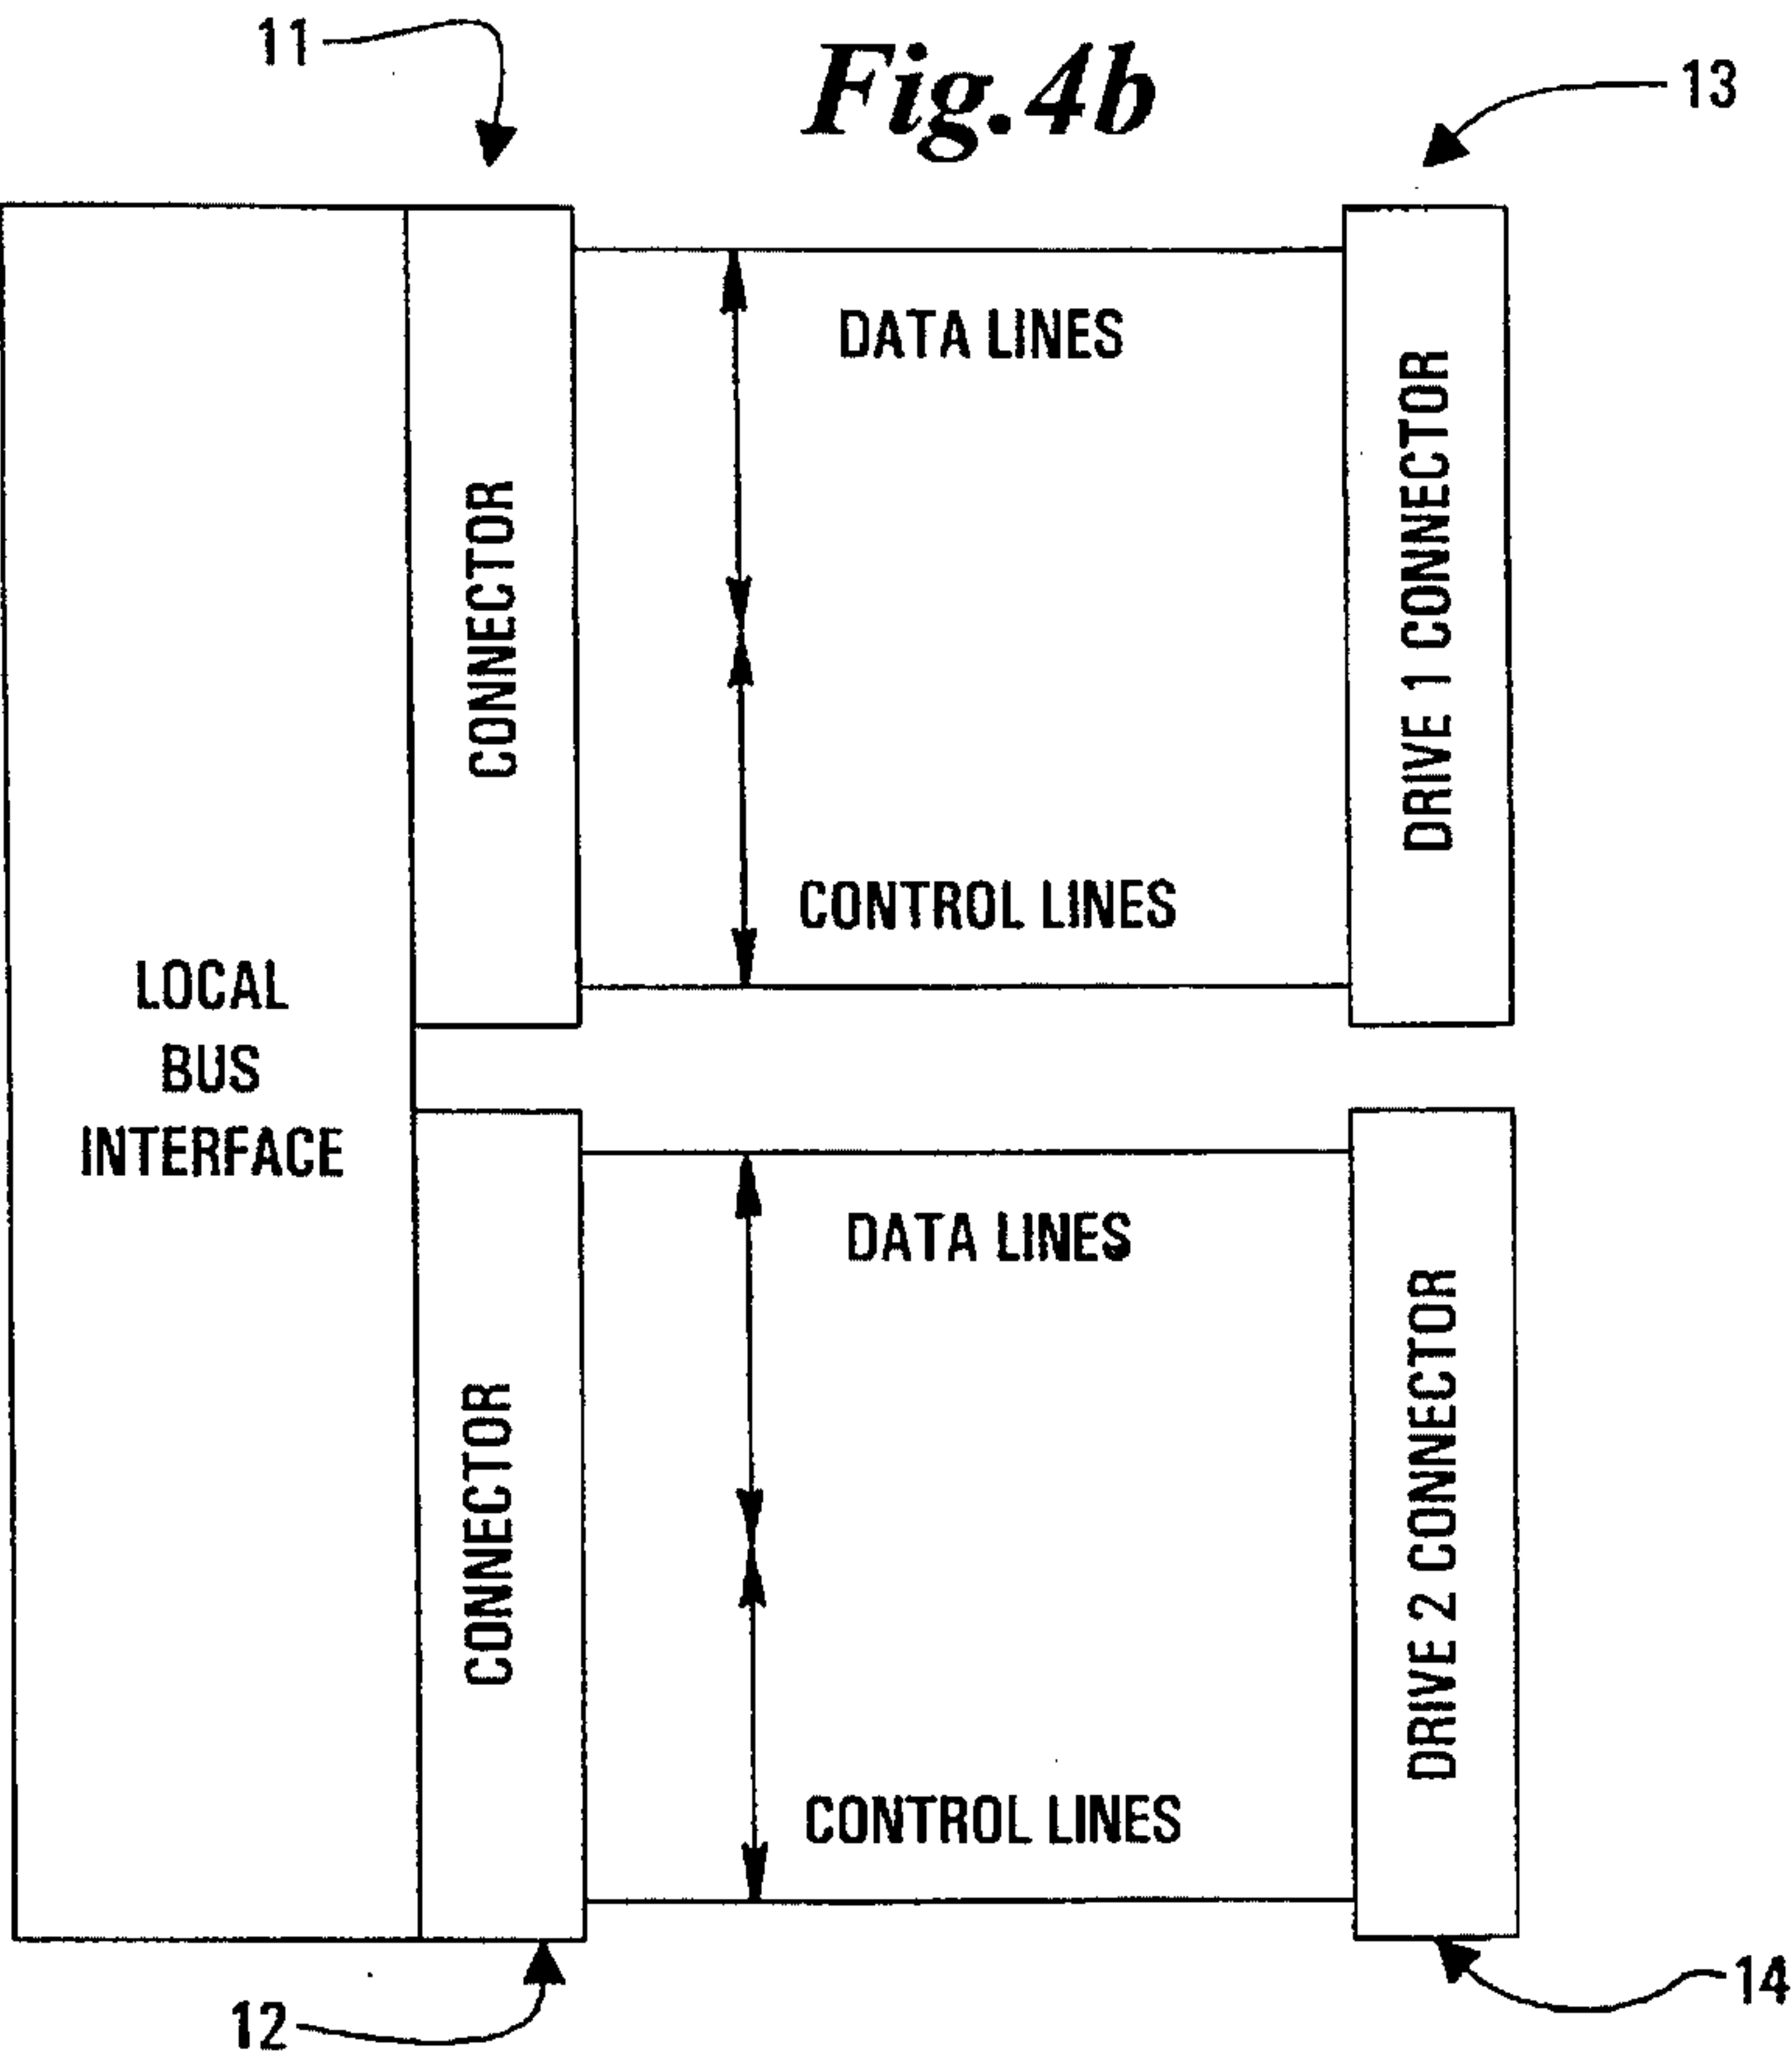 11
Fig.4b
13
DATA LINES
CONNECTOR
DRIVE 1 CONNECTOR
CONTROL LINES
LOCAL
BUS
INTERFACE
DATA LINES
CONNECTOR
DRIVE 2 CONNECTOR
CONTROL LINES
12
14